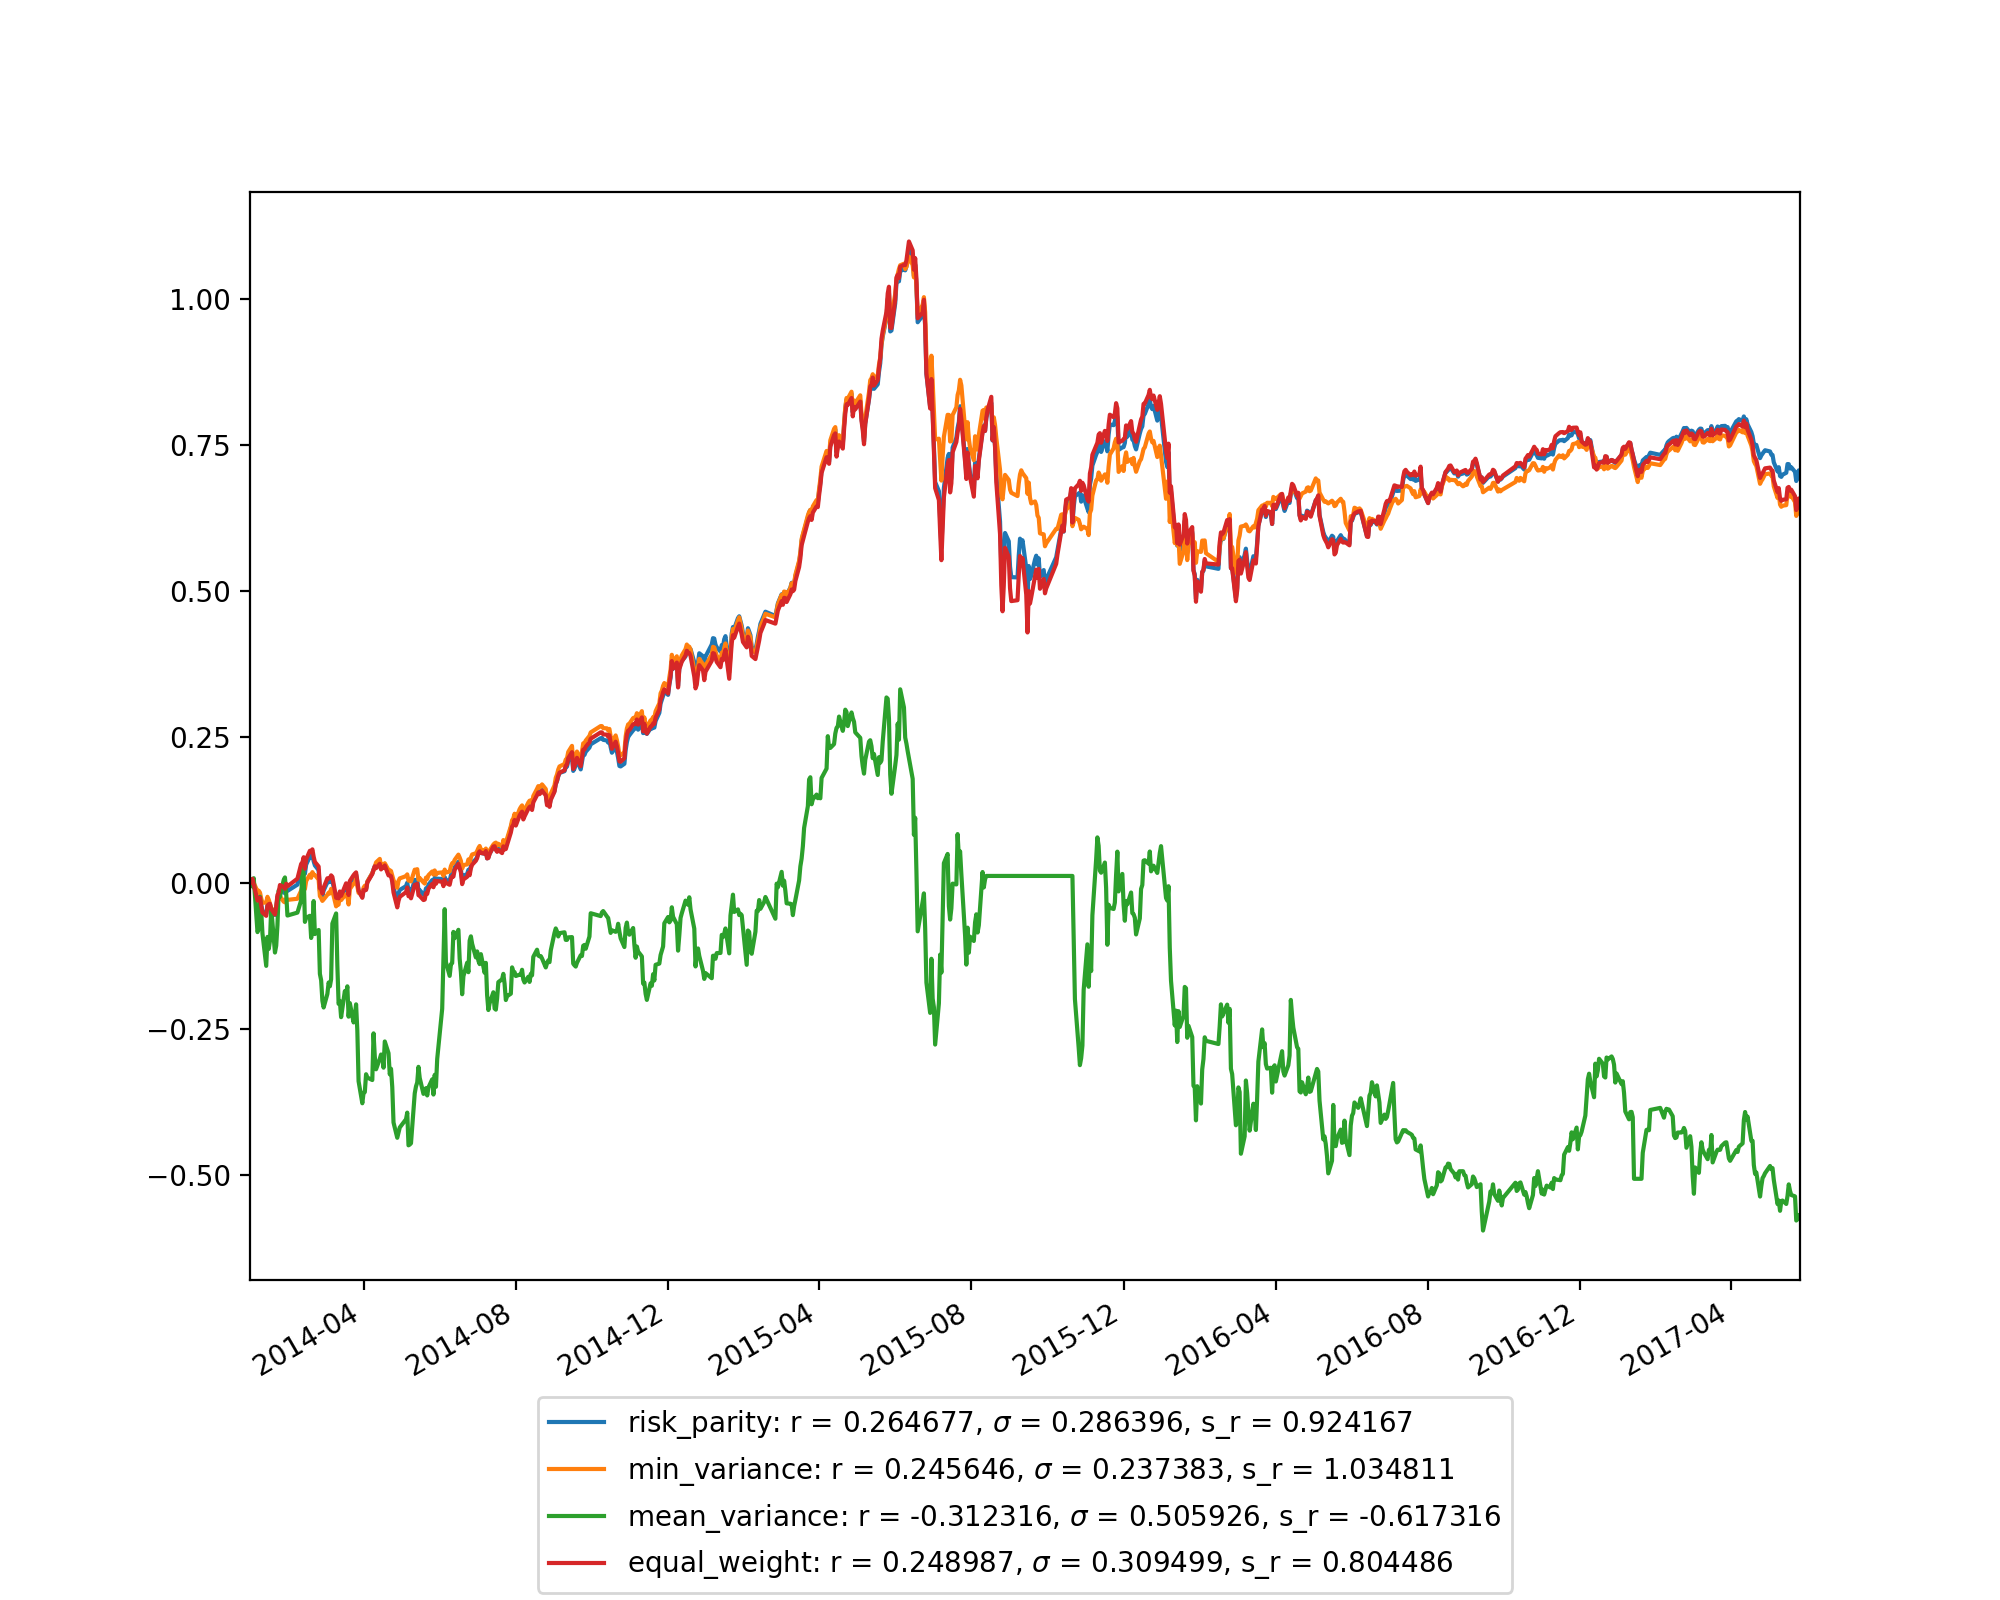 1.00
0.75
0.50
0.25
0.00
−0.25
−0.50
2014-04 2014-08 2014-12 2015-04 2015-08 2015-12 2016-04 2016-08 2016-12 2017-04
risk_parity: r = 0.264677, σ = 0.286396, s_r = 0.924167
min_variance: r = 0.245646, σ = 0.237383, s_r = 1.034811
mean_variance: r = -0.312316, σ = 0.505926, s_r = -0.617316
equal_weight: r = 0.248987, σ = 0.309499, s_r = 0.804486